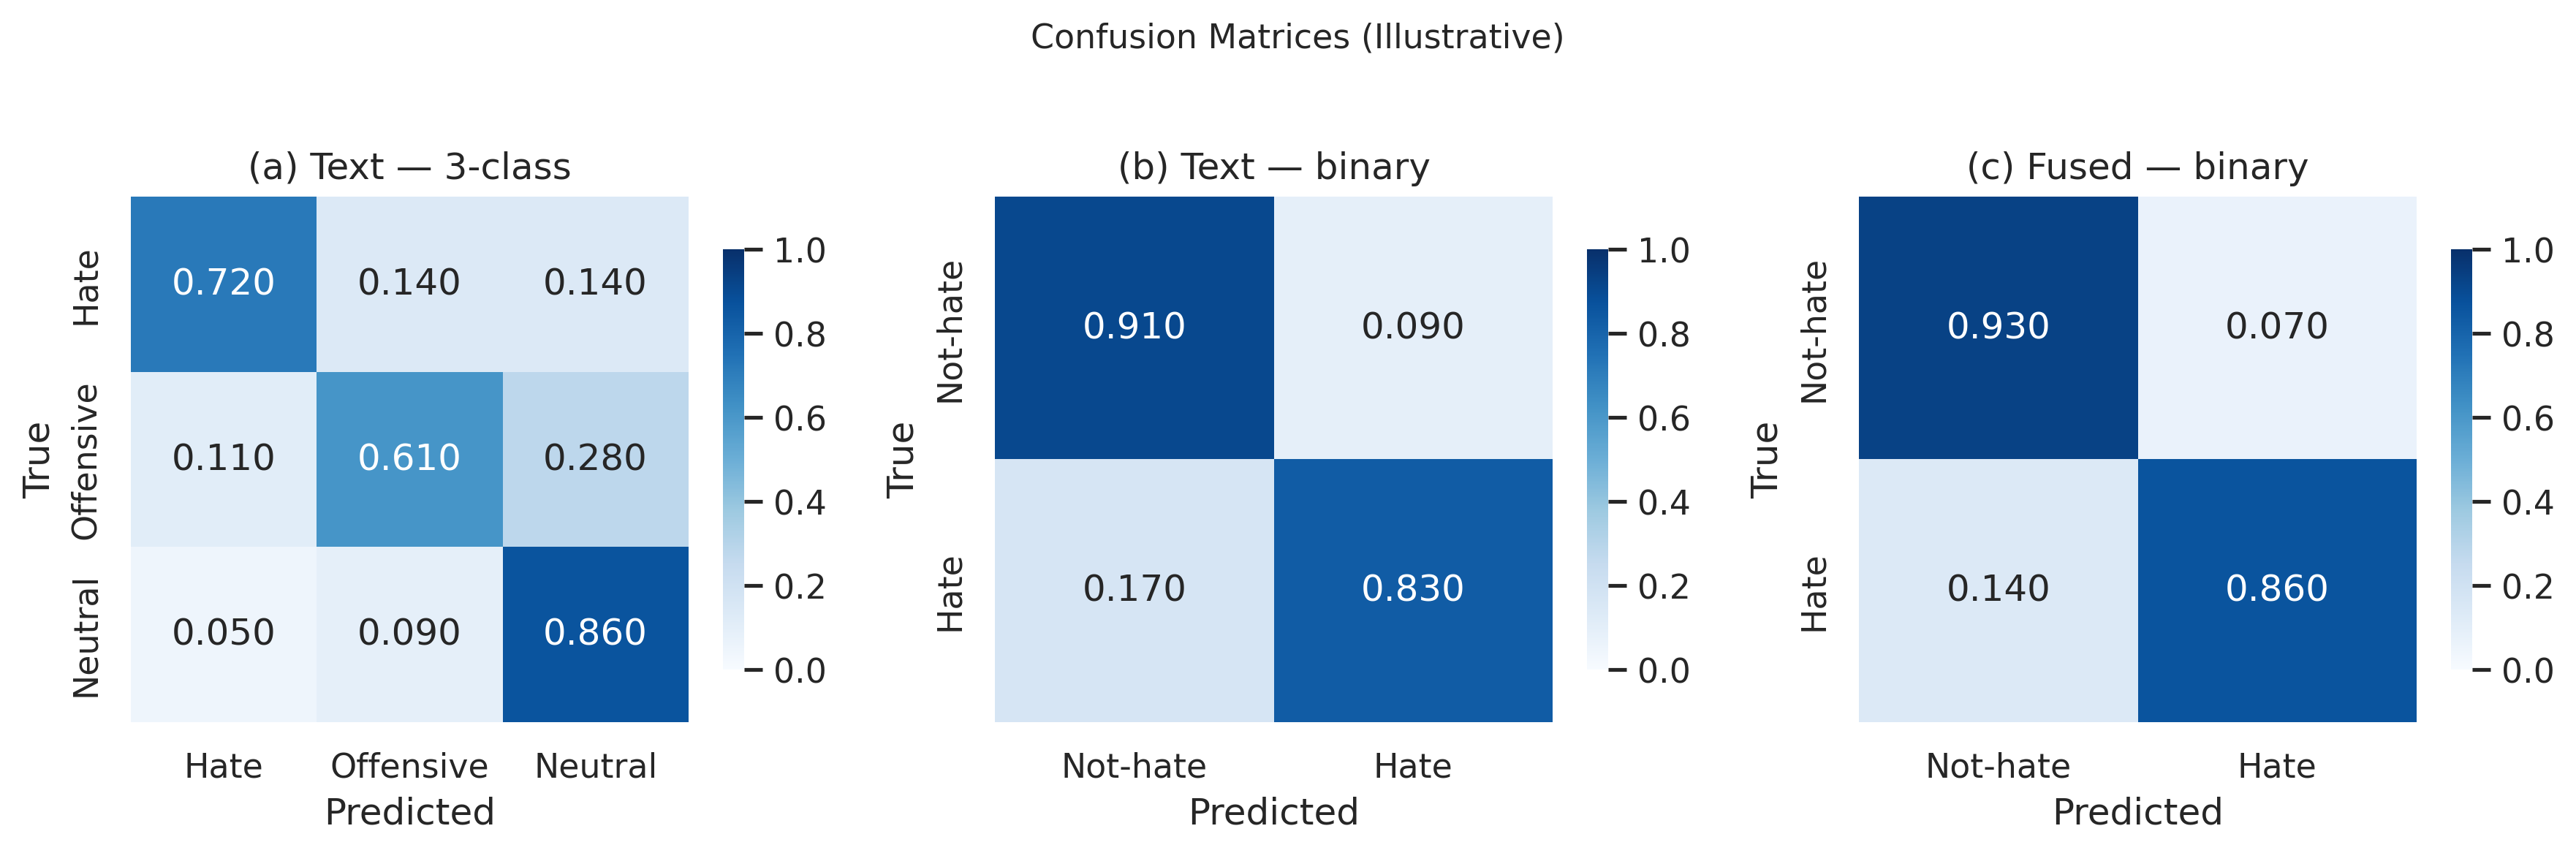 Confusion Matrices (Illustrative)
(a) Text — 3-class
True
Hate
Offensive
Neutral
0.720 0.140 0.140
0.110 0.610 0.280
0.050 0.090 0.860
Hate Offensive Neutral
Predicted
1.0
0.8
0.6
0.4
0.2
0.0
(b) Text — binary
True
Not-hate
Hate
0.910 0.090
0.170 0.830
Not-hate Hate
Predicted
1.0
0.8
0.6
0.4
0.2
0.0
(c) Fused — binary
True
Not-hate
Hate
0.930 0.070
0.140 0.860
Not-hate Hate
Predicted
1.0
0.8
0.6
0.4
0.2
0.0